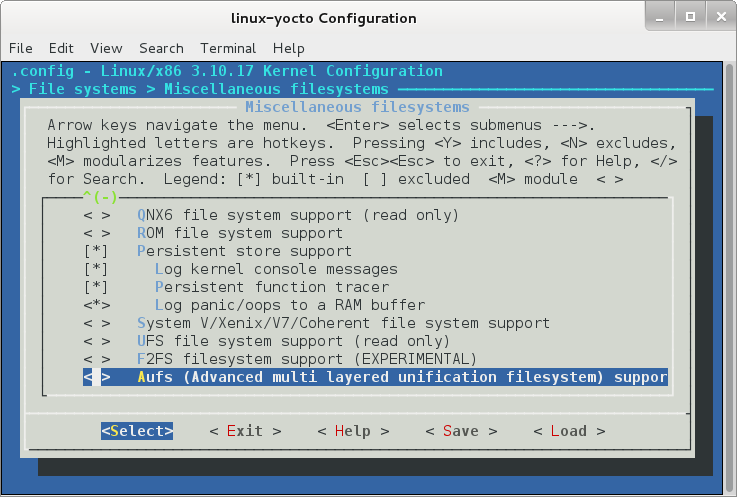 linux-yocto Configuration
File Edit View Search Terminal Help
.config - Linux/x86 3.10.17 Kernel Configuration
> File systems > Miscellaneous filesystems
Miscellaneous filesystems
Arrow keys navigate the menu. <Enter> selects submenus --->.
Highlighted letters are hotkeys. Pressing <Y> includes, <N> excludes,
<M> modularizes features. Press <Esc><Esc> to exit, <?> for Help, </>
for Search. Legend: [*] built-in [ ] excluded <M> module < >
^(-)
< > QNX6 file system support (read only)
< > ROM file system support
[*] Persistent store support
[*] Log kernel console messages
[*] Persistent function tracer
<*> Log panic/oops to a RAM buffer
< > System V/Xenix/V7/Coherent file system support
< > UFS file system support (read only)
< > F2FS filesystem support (EXPERIMENTAL)
< > Aufs (Advanced multi layered unification filesystem) suppor
<Select> < Exit > < Help > < Save > < Load >